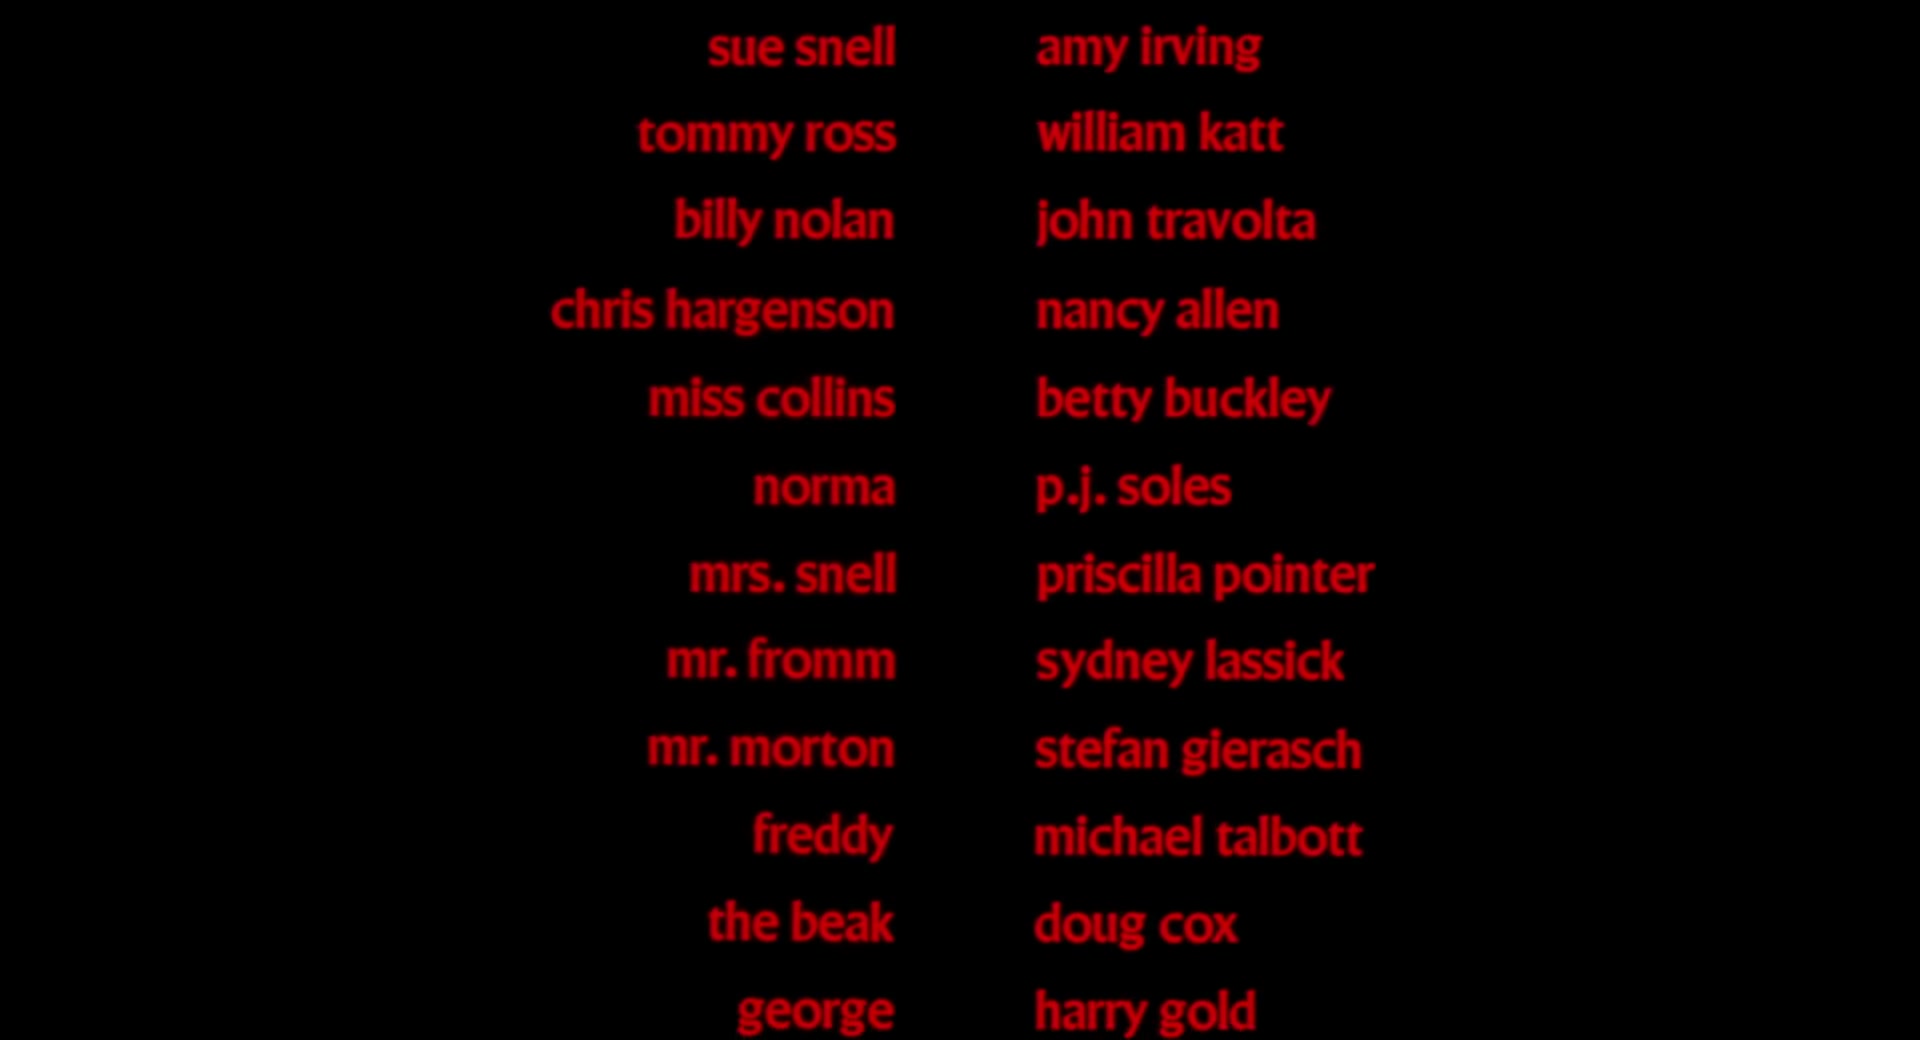 sue snell amy irving
tommy ross william katt
billy nolan john travolta
chris hargenson nancy allen
miss collins betty buckley
norma p.j. soles
mrs. snell priscilla pointer
mr. fromm sydney lassick
mr. morton stefan gierasch
freddy michael talbott
the beak doug cox
george harry gold